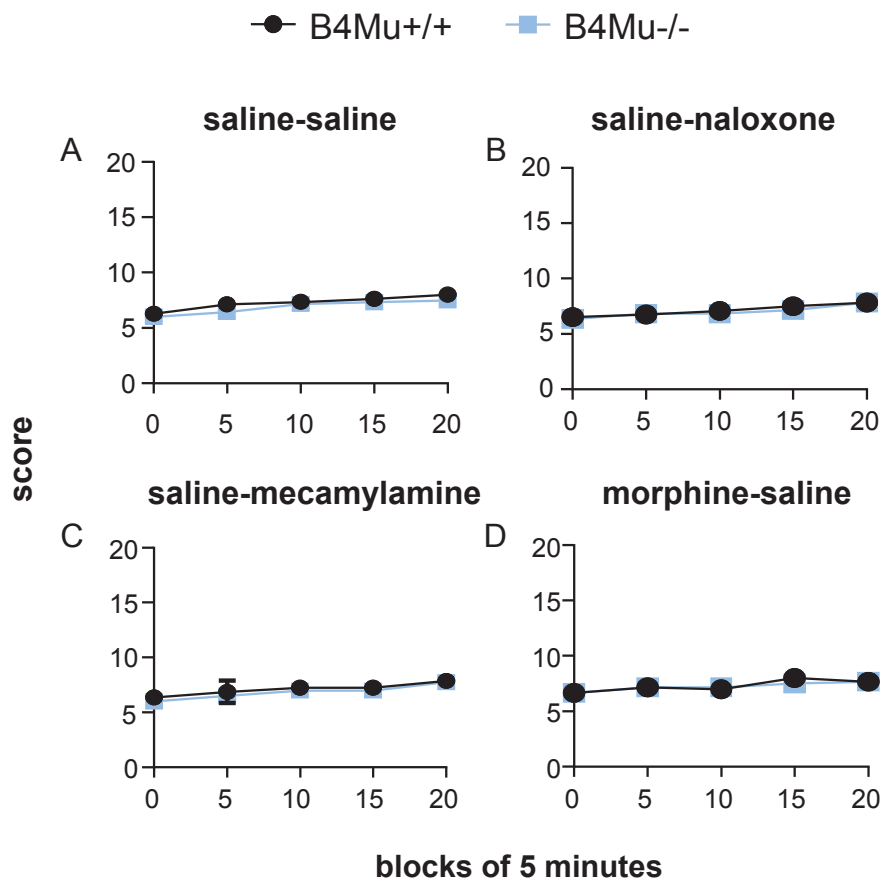 B4Mu+/+ B4Mu-/-
saline-saline
A
20
15
10
5
0
0 5 10 15 20
saline-naloxone
B
20
15
10
5
0
0 5 10 15 20
score
saline-mecamylamine
C
20
15
10
5
0
0 5 10 15 20
morphine-saline
D
20
15
10
5
0
0 5 10 15 20
blocks of 5 minutes